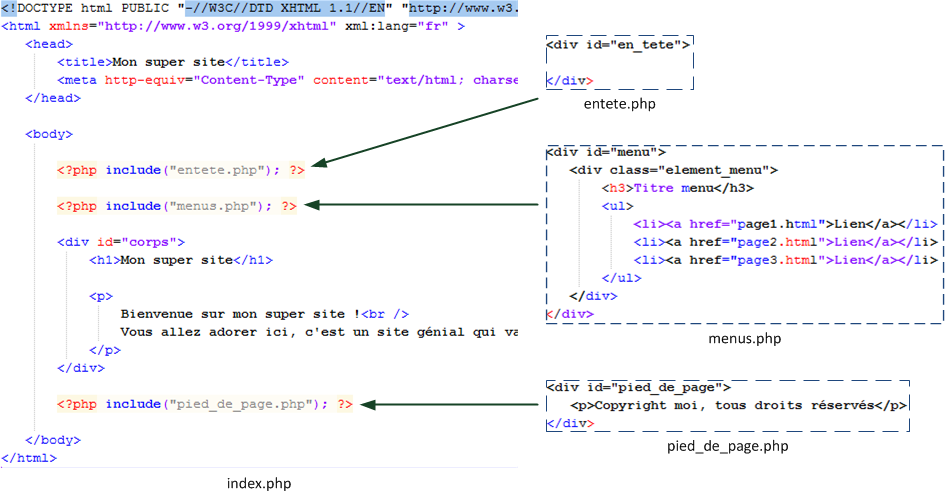 <!DOCTYPE html PUBLIC "-//W3C//DTD XHTML 1.1//EN" "http://www.w3.
<html xmlns="http://www.w3.org/1999/xhtml" xml:lang="fr" >
<head>
<title>Mon super site</title>
<meta http-equiv="Content-Type" content="text/html; charse
</head>
<body>
<?php include("entete.php"); ?>
<?php include("menus.php"); ?>
<div id="corps">
<h1>Mon super site</h1>
<p>
Bienvenue sur mon super site !<br />
Vous allez adorer ici, c'est un site génial qui va
</p>
</div>
<?php include("pied_de_page.php"); ?>
</body>
</html>
index.php
<div id="en_tete">
</div>
entete.php
<div id="menu">
<div class="element_menu">
<h3>Titre menu</h3>
<ul>
<li><a href="page1.html">Lien</a></li>
<li><a href="page2.html">Lien</a></li>
<li><a href="page3.html">Lien</a></li>
</ul>
</div>
</div>
menus.php
<div id="pied_de_page">
<p>Copyright moi, tous droits réservés</p>
</div>
pied_de_page.php